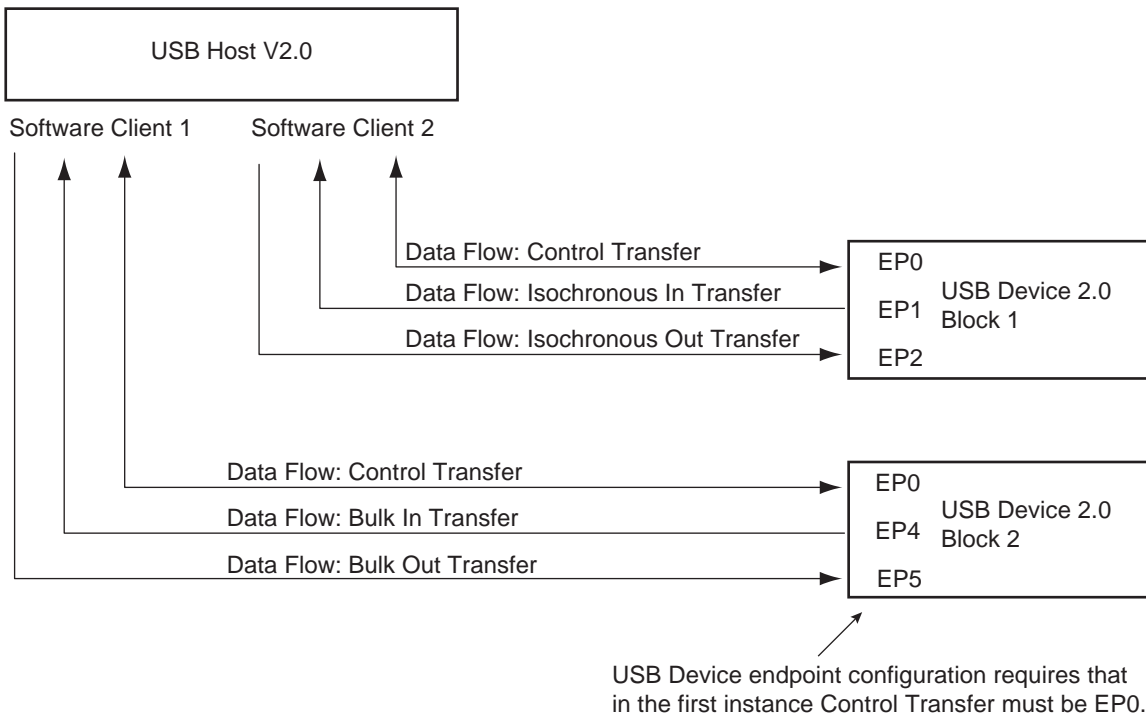 USB Host V2.0
Software Client 1
Software Client 2
Data Flow: Control Transfer
Data Flow: Isochronous In Transfer
Data Flow: Isochronous Out Transfer
EP0
EP1
EP2
USB Device 2.0
Block 1
Data Flow: Control Transfer
Data Flow: Bulk In Transfer
Data Flow: Bulk Out Transfer
EP0
EP4
EP5
USB Device 2.0
Block 2
USB Device endpoint configuration requires that
in the first instance Control Transfer must be EP0.